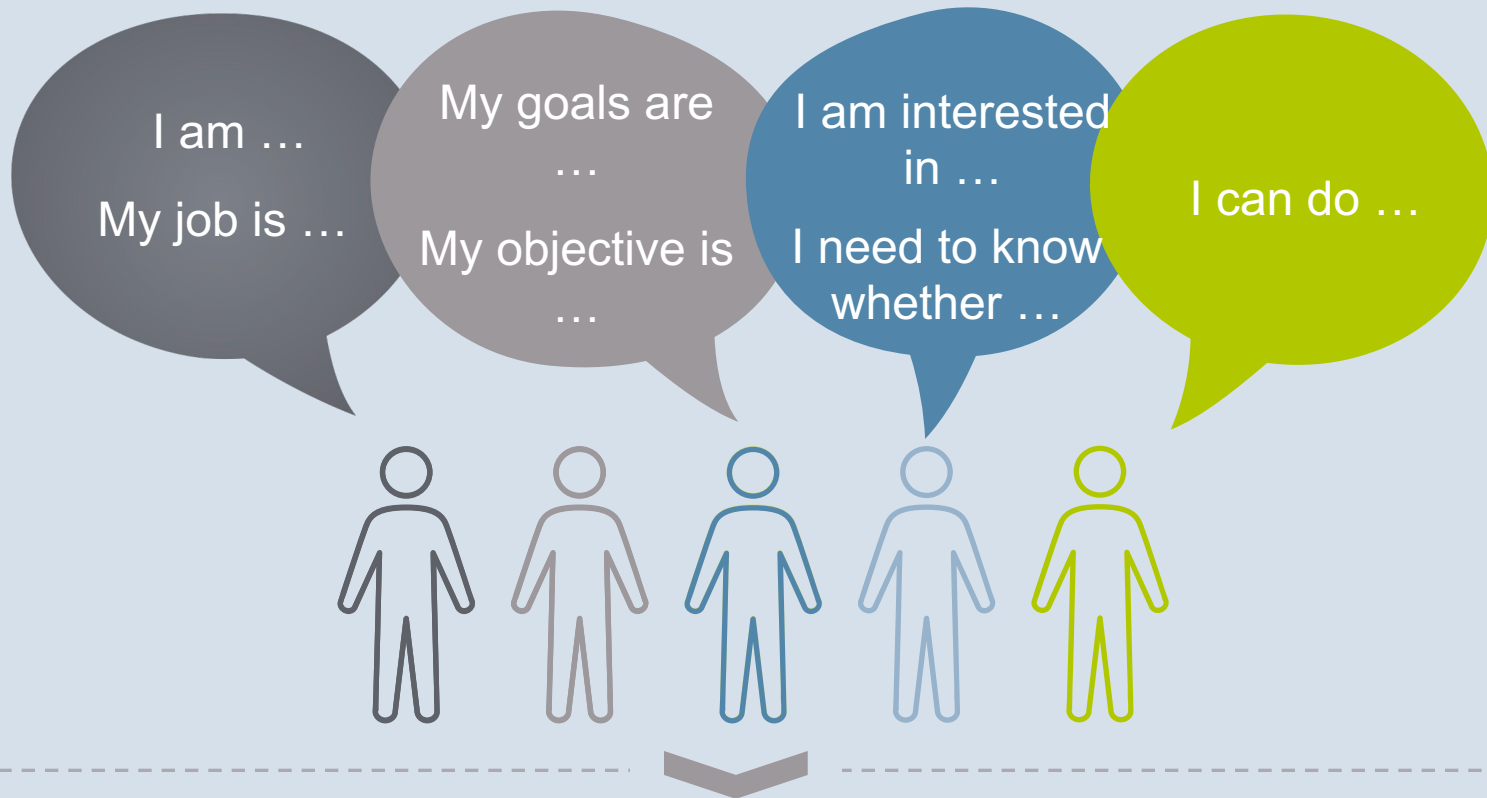 I am …
My job is …
My goals are
…
My objective is
…
I am interested
in …
I need to know
whether …
I can do …